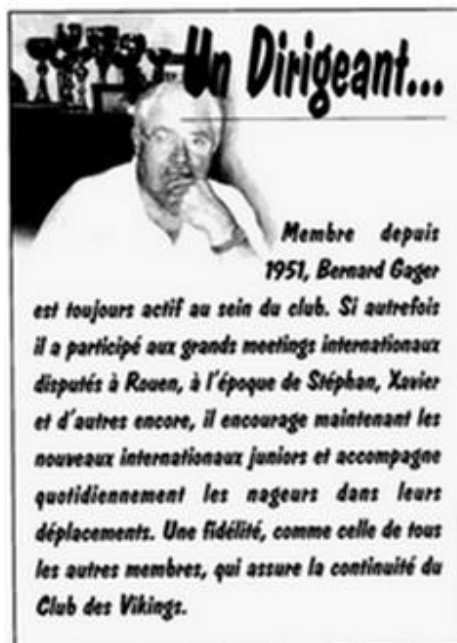 Un Dirigeant...
Membre depuis
1951, Bernard Gager
est toujours actif au sein du club. Si autrefois
il a participé aux grands meetings internationaux
disputés à Rouen, à l'époque de Stéphan, Xavier
et d'autres encore, il encourage maintenant les
nouveaux internationaux juniors et accompagne
quotidiennement les nageurs dans leurs
déplacements. Une fidélité, comme celle de tous
les autres membres, qui assure la continuité du
Club des Vikings.